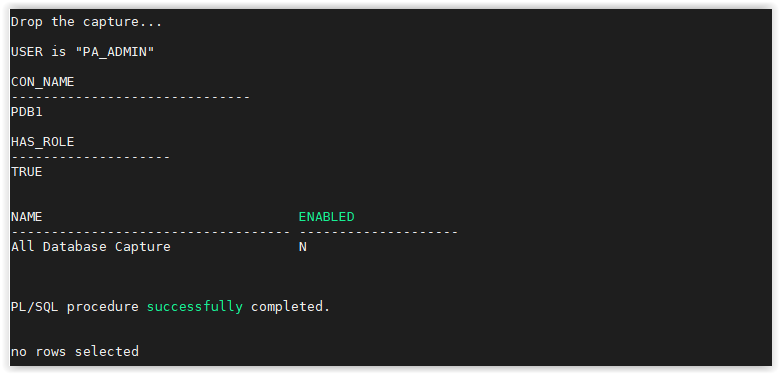 Drop the capture...
USER is "PA_ADMIN"
CON_NAME
------------------------------
PDB1
HAS_ROLE
--------------------
TRUE
NAME ENABLED
----------------------------------- --------------------
All Database Capture N
PL/SQL procedure successfully completed.
no rows selected